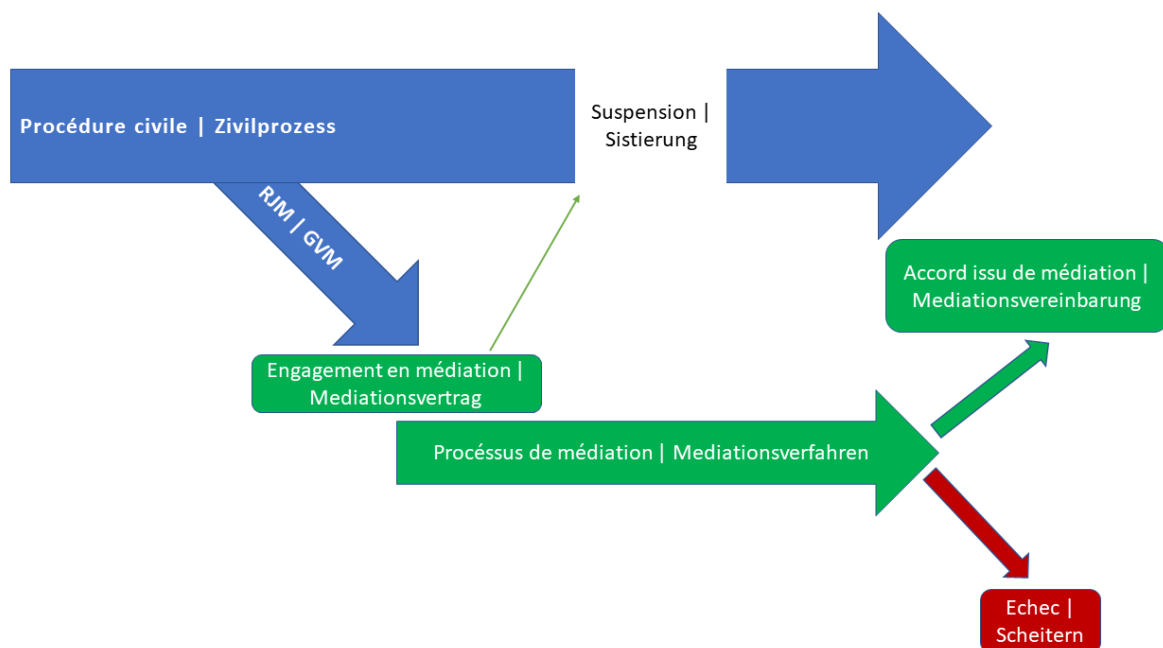 Procédure civile | Zivilprozess
Suspension |
Sistierung
RJM | GVM
Accord issu de médiation |
Mediationsvereinbarung
Engagement en médiation |
Mediationsvertrag
Procéssus de médiation | Mediationsverfahren
Echec |
Scheitern